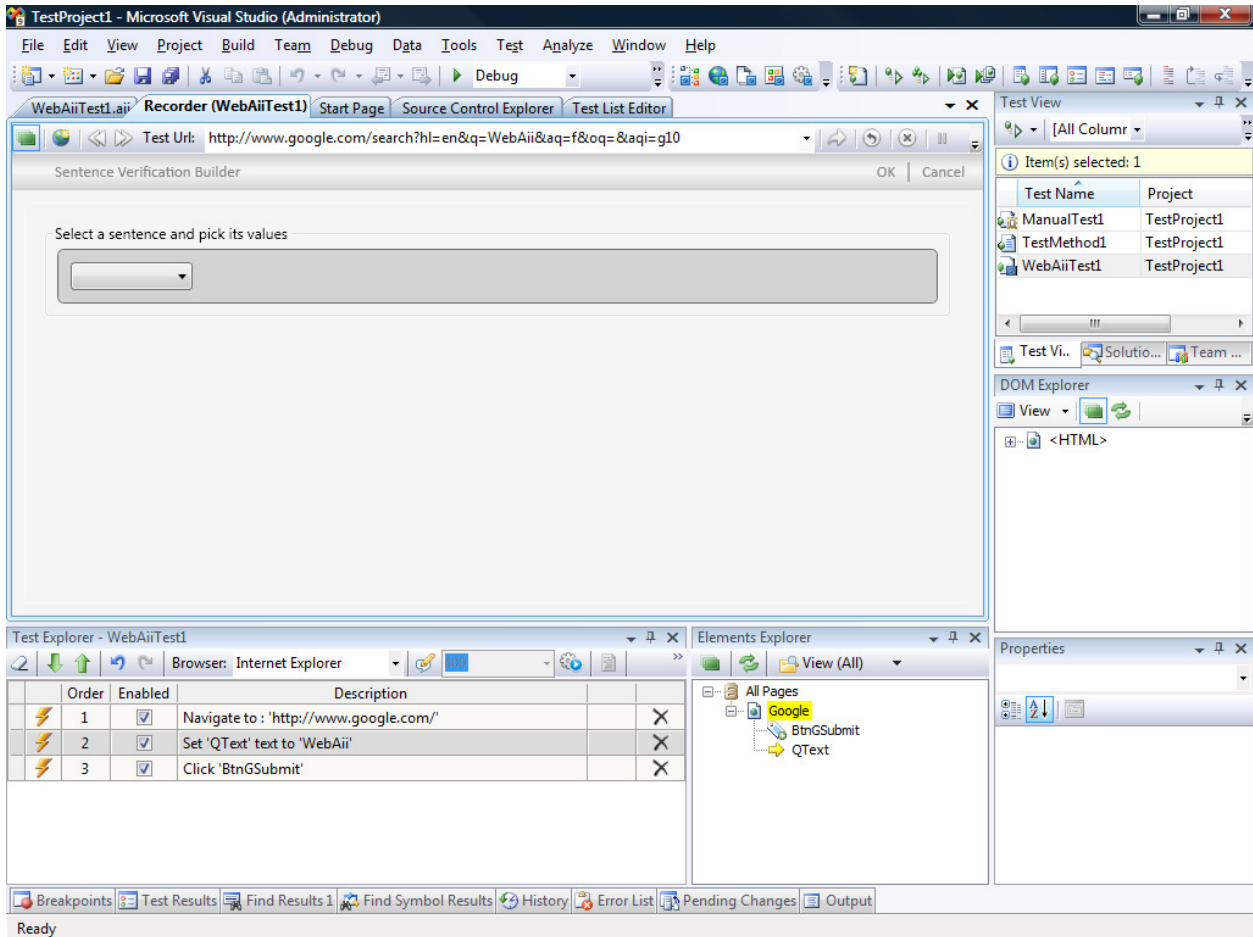 TestProject1 - Microsoft Visual Studio (Administrator)
File Edit View Project Build Team Debug Data Tools Test Analyze Window Help
Debug
WebAiiTest1.aii Recorder (WebAiiTest1) Start Page Source Control Explorer Test List Editor
Test Url: http://www.google.com/search?hl=en&q=WebAii&aq=f&oq=&aqi=g10
Sentence Verification Builder OK Cancel
Select a sentence and pick its values
Test View
[All Columr
Item(s) selected: 1
Test Name Project
ManualTest1 TestProject1
TestMethod1 TestProject1
WebAiiTest1 TestProject1
Test Vi.. Solutio... Team ...
DOM Explorer
View
<HTML>
Test Explorer - WebAiiTest1
Browser: Internet Explorer 100
Order Enabled Description
1 Navigate to : 'http://www.google.com/'
2 Set 'QText' text to 'WebAii'
3 Click 'BtnGSubmit'
Elements Explorer
View (All)
All Pages
Google
BtnGSubmit
QText
Properties
Breakpoints Test Results Find Results 1 Find Symbol Results History Error List Pending Changes Output
Ready